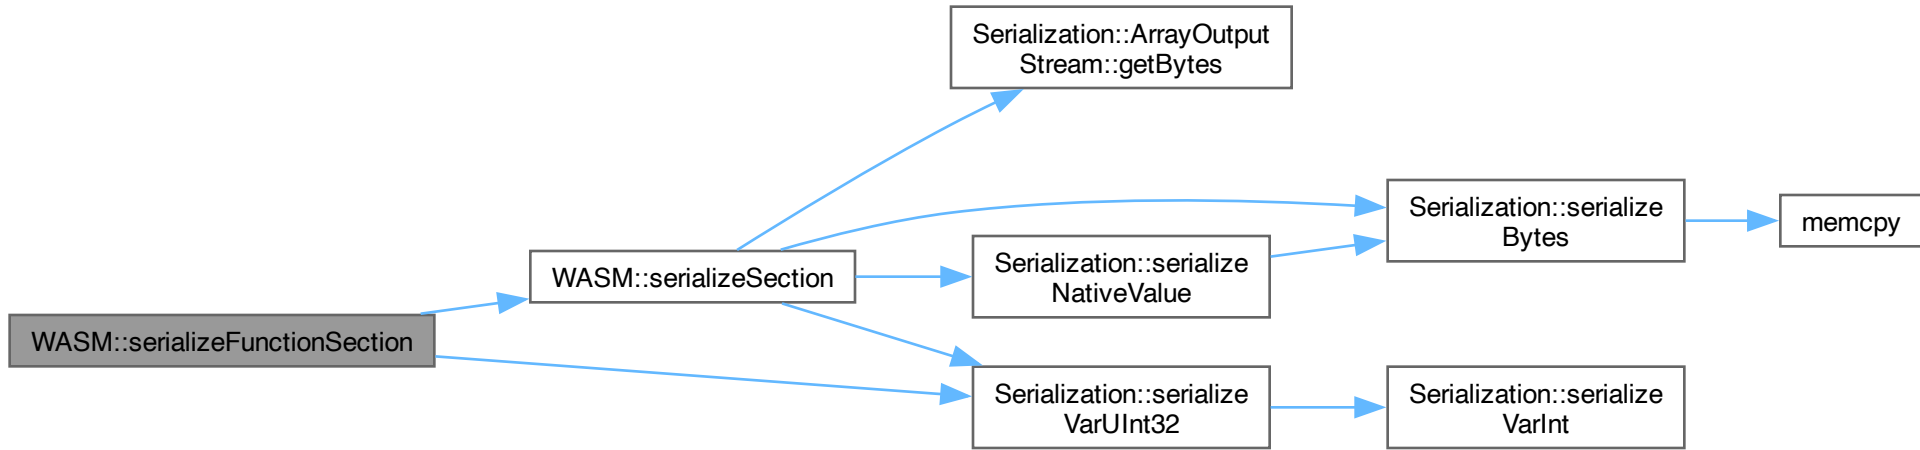 Serialization::ArrayOutput
Stream::getBytes
Serialization::serialize
Bytes
memcpy
WASM::serializeSection
Serialization::serialize
NativeValue
WASM::serializeFunctionSection
Serialization::serialize
VarUInt32
Serialization::serialize
VarInt